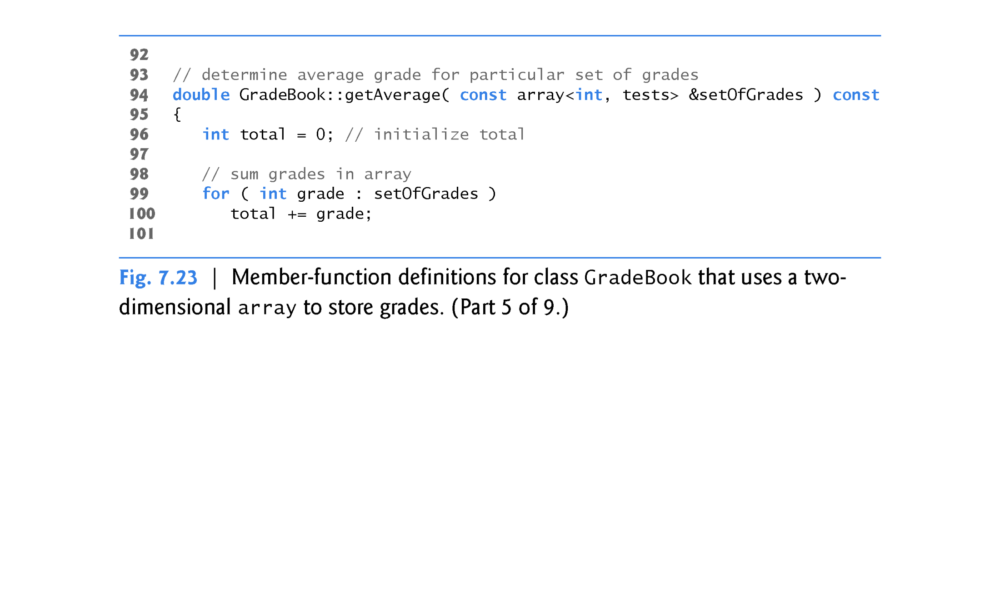 92
93 // determine average grade for particular set of grades
94 double GradeBook::getAverage( const array<int, tests> &setOfGrades ) const
95 {
96 int total = 0; // initialize total
97
98 // sum grades in array
99 for ( int grade : setOfGrades )
100 total += grade;
101
Fig. 7.23 | Member-function definitions for class GradeBook that uses a two-
dimensional array to store grades. (Part 5 of 9.)